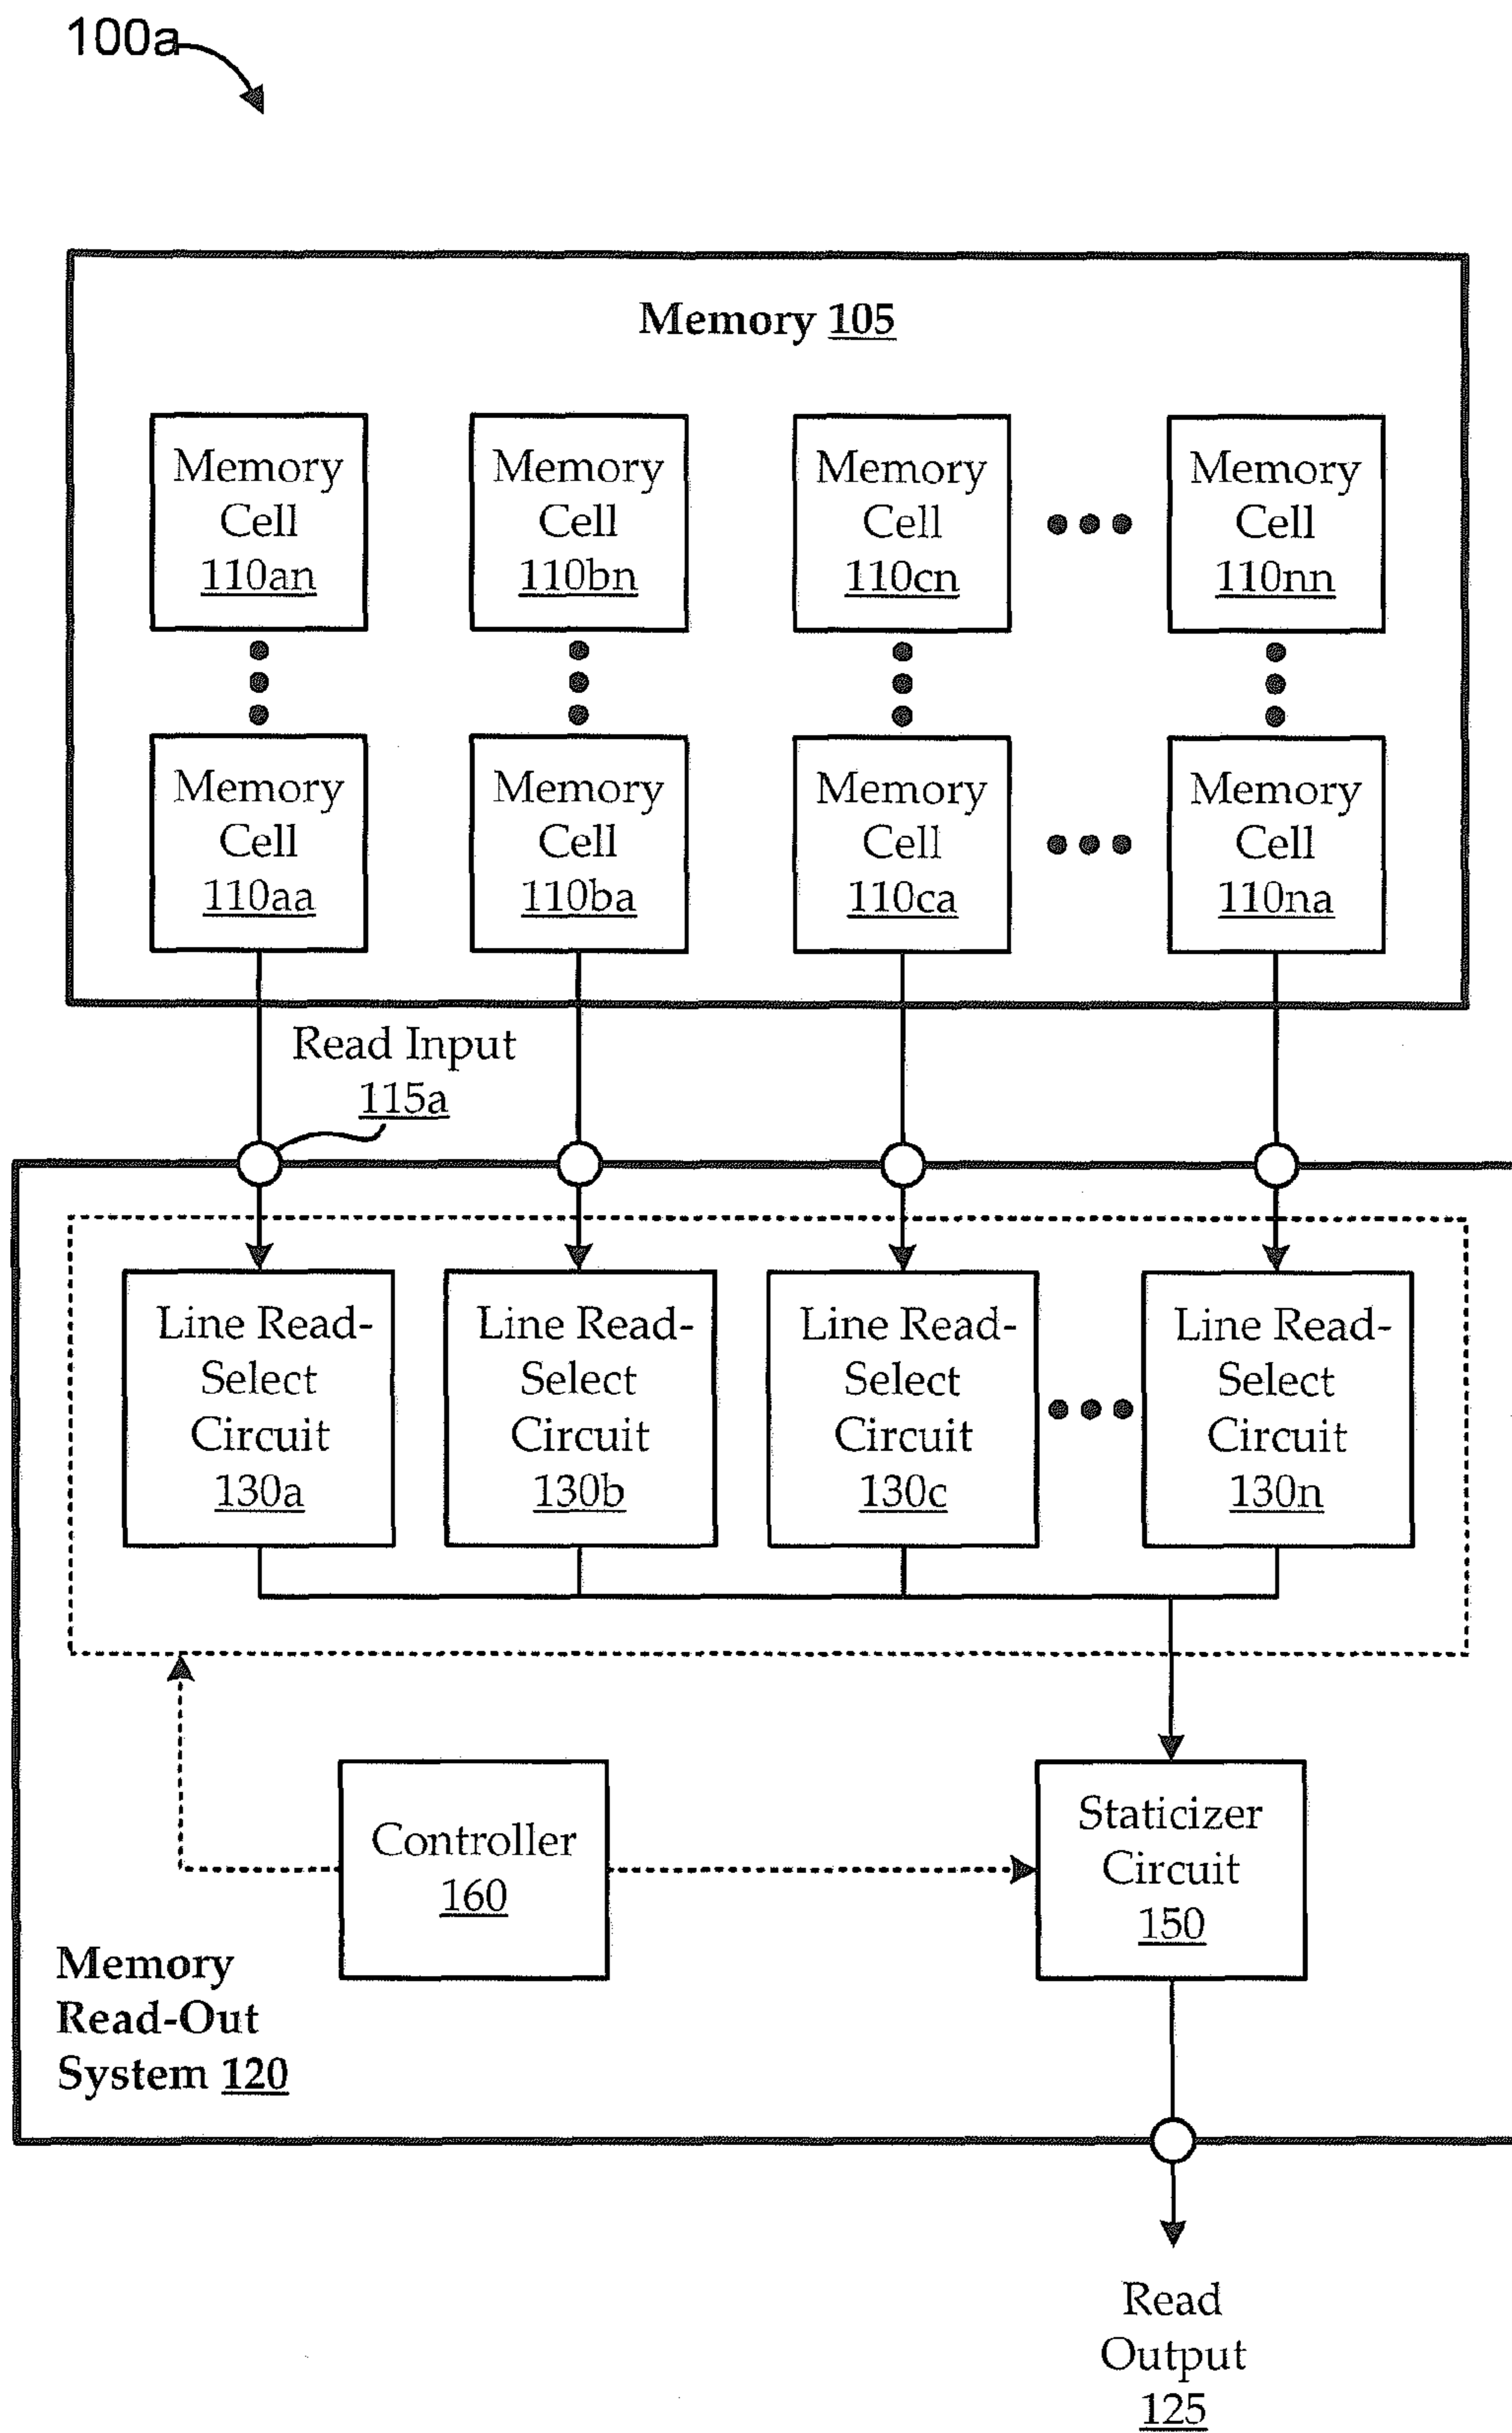 100a
Memory 105
Memory
Cell
110an
Memory
Cell
110bn
Memory
Cell
110cn
Memory
Cell
110nn
Memory
Cell
110aa
Memory
Cell
110ba
Memory
Cell
110ca
Memory
Cell
110na
Read Input
115a
Line Read-
Select
Circuit
130a
Line Read-
Select
Circuit
130b
Line Read-
Select
Circuit
130c
Line Read-
Select
Circuit
130n
Controller
160
Staticizer
Circuit
150
Memory
Read-Out
System 120
Read
Output
125